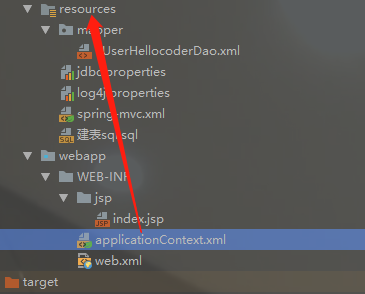 resources
mapper
UserHellocoderDao.xml
jdbc.properties
log4j.properties
spring-mvc.xml
建表sql.sql
webapp
WEB-INF
jsp
index.jsp
applicationContext.xml
web.xml
target